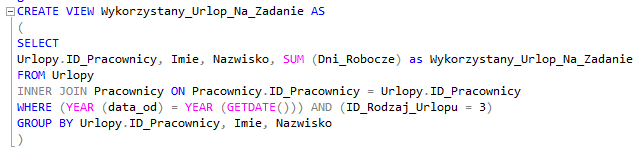 CREATE VIEW Wykorzystany_Urlop_Na_Zadanie AS
(
SELECT
Urlopy.ID_Pracownicy, Imie, Nazwisko, SUM (Dni_Robocze) as Wykorzystany_Urlop_Na_Zadanie
FROM Urlopy
INNER JOIN Pracownicy ON Pracownicy.ID_Pracownicy = Urlopy.ID_Pracownicy
WHERE (YEAR (data_od) = YEAR (GETDATE())) AND (ID_Rodzaj_Urlopu = 3)
GROUP BY Urlopy.ID_Pracownicy, Imie, Nazwisko
)